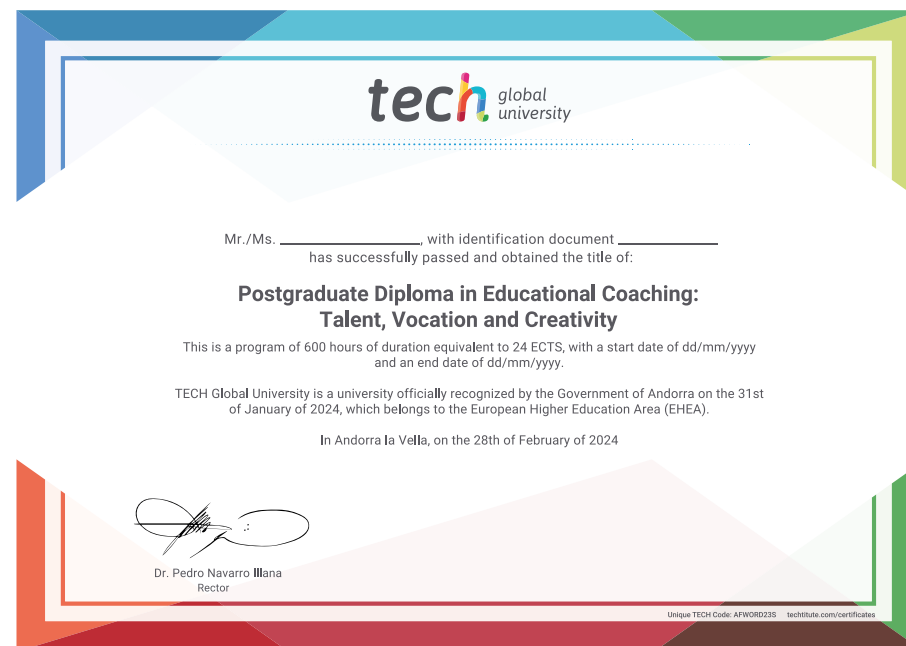 tech global university
Mr./Ms. ____________________, with identification document ______________
has successfully passed and obtained the title of:
Postgraduate Diploma in Educational Coaching:
Talent, Vocation and Creativity
This is a program of 600 hours of duration equivalent to 24 ECTS, with a start date of dd/mm/yyyy
and an end date of dd/mm/yyyy.
TECH Global University is a university officially recognized by the Government of Andorra on the 31st
of January of 2024, which belongs to the European Higher Education Area (EHEA).
In Andorra la Vella, on the 28th of February of 2024
Dr. Pedro Navarro Illana
Rector
Unique TECH Code: AFWORD23S techtitute.com/certificates